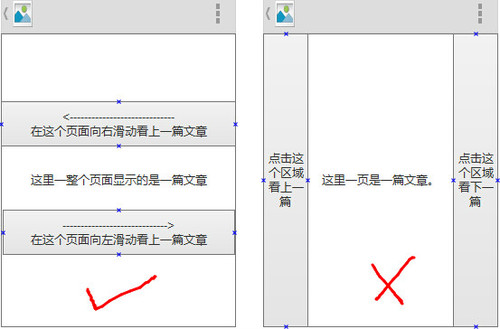 <----------------------------
在这个页面向右滑动看上一篇文章
这里一整个页面显示的是一篇文章
---------------------------->
在这个页面向左滑动看上一篇文章
点击这
个区域
看上一
篇
这里一页是一篇文章。
点击这
个区域
看下一
篇